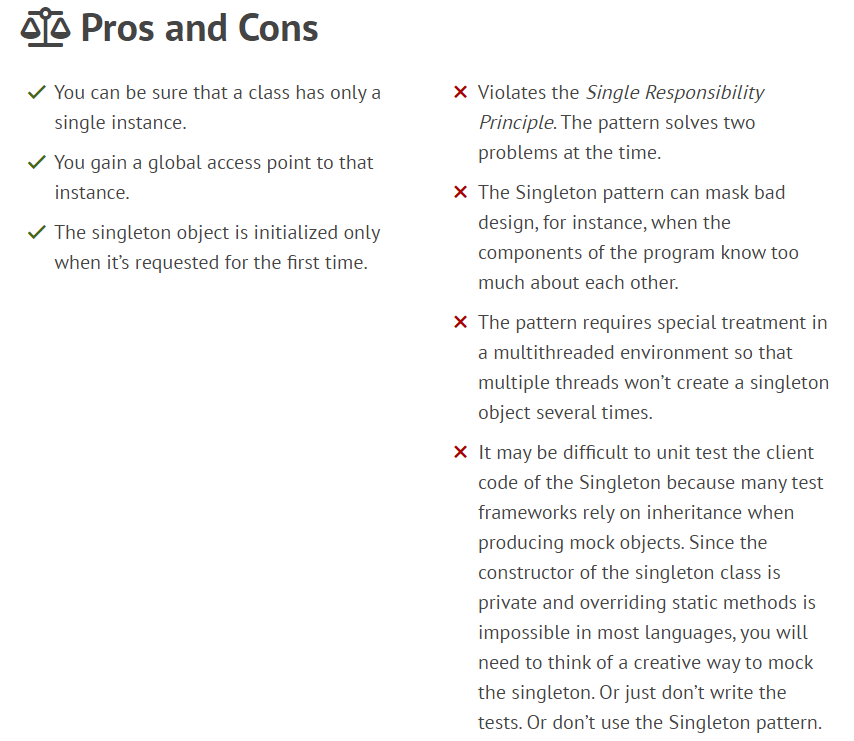 Pros and Cons
You can be sure that a class has only a
single instance.
You gain a global access point to that
instance.
The singleton object is initialized only
when it's requested for the first time.
Violates the Single Responsibility
Principle. The pattern solves two
problems at the time.
The Singleton pattern can mask bad
design, for instance, when the
components of the program know too
much about each other.
The pattern requires special treatment in
a multithreaded environment so that
multiple threads won't create a singleton
object several times.
It may be difficult to unit test the client
code of the Singleton because many test
frameworks rely on inheritance when
producing mock objects. Since the
constructor of the singleton class is
private and overriding static methods is
impossible in most languages, you will
need to think of a creative way to mock
the singleton. Or just don't write the
tests. Or don't use the Singleton pattern.